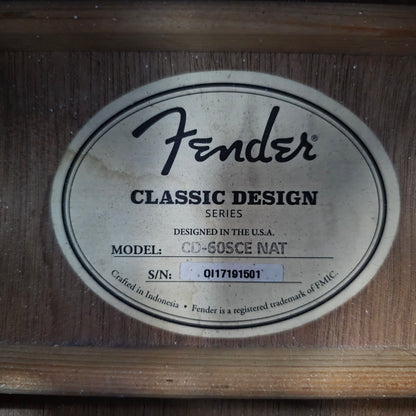 Fender®
CLASSIC DESIGN
SERIES
DESIGNED IN THE U.S.A.
MODEL: CD-60SCE NAT
S/N: OI17191501
Crafted in Indonesia • Fender is a registered trademark of FMIC.